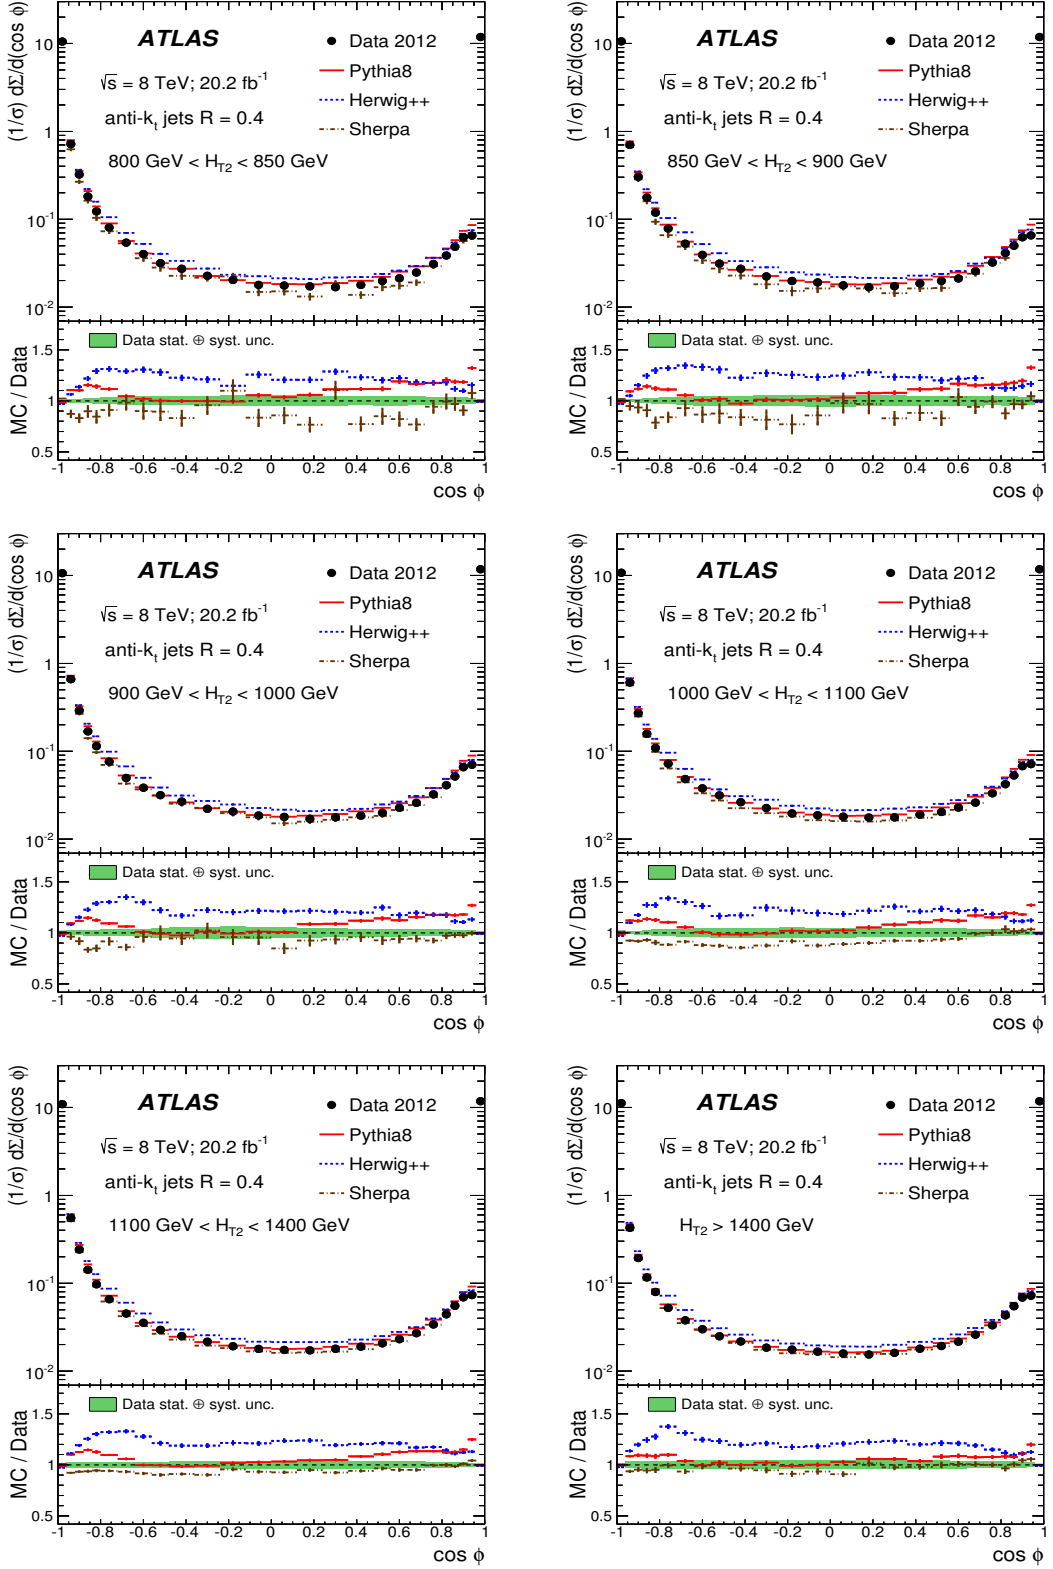 (1/σ) dΣ/d(cos ϕ)
10
1
10⁻¹
10⁻²
ATLAS
√s = 8 TeV; 20.2 fb⁻¹
anti-kₜ jets R = 0.4
800 GeV < H_T2 < 850 GeV
Data 2012
Pythia8
Herwig++
Sherpa
MC / Data
1.5
1
0.5
Data stat. ⊕ syst. unc.
-1 -0.8 -0.6 -0.4 -0.2 0 0.2 0.4 0.6 0.8 1
cos ϕ
(1/σ) dΣ/d(cos ϕ)
10
1
10⁻¹
10⁻²
ATLAS
√s = 8 TeV; 20.2 fb⁻¹
anti-kₜ jets R = 0.4
850 GeV < H_T2 < 900 GeV
Data 2012
Pythia8
Herwig++
Sherpa
MC / Data
1.5
1
0.5
Data stat. ⊕ syst. unc.
-1 -0.8 -0.6 -0.4 -0.2 0 0.2 0.4 0.6 0.8 1
cos ϕ
(1/σ) dΣ/d(cos ϕ)
10
1
10⁻¹
10⁻²
ATLAS
√s = 8 TeV; 20.2 fb⁻¹
anti-kₜ jets R = 0.4
900 GeV < H_T2 < 1000 GeV
Data 2012
Pythia8
Herwig++
Sherpa
MC / Data
1.5
1
0.5
Data stat. ⊕ syst. unc.
-1 -0.8 -0.6 -0.4 -0.2 0 0.2 0.4 0.6 0.8 1
cos ϕ
(1/σ) dΣ/d(cos ϕ)
10
1
10⁻¹
10⁻²
ATLAS
√s = 8 TeV; 20.2 fb⁻¹
anti-kₜ jets R = 0.4
1000 GeV < H_T2 < 1100 GeV
Data 2012
Pythia8
Herwig++
Sherpa
MC / Data
1.5
1
0.5
Data stat. ⊕ syst. unc.
-1 -0.8 -0.6 -0.4 -0.2 0 0.2 0.4 0.6 0.8 1
cos ϕ
(1/σ) dΣ/d(cos ϕ)
10
1
10⁻¹
10⁻²
ATLAS
√s = 8 TeV; 20.2 fb⁻¹
anti-kₜ jets R = 0.4
1100 GeV < H_T2 < 1400 GeV
Data 2012
Pythia8
Herwig++
Sherpa
MC / Data
1.5
1
0.5
Data stat. ⊕ syst. unc.
-1 -0.8 -0.6 -0.4 -0.2 0 0.2 0.4 0.6 0.8 1
cos ϕ
(1/σ) dΣ/d(cos ϕ)
10
1
10⁻¹
10⁻²
ATLAS
√s = 8 TeV; 20.2 fb⁻¹
anti-kₜ jets R = 0.4
H_T2 > 1400 GeV
Data 2012
Pythia8
Herwig++
Sherpa
MC / Data
1.5
1
0.5
Data stat. ⊕ syst. unc.
-1 -0.8 -0.6 -0.4 -0.2 0 0.2 0.4 0.6 0.8 1
cos ϕ